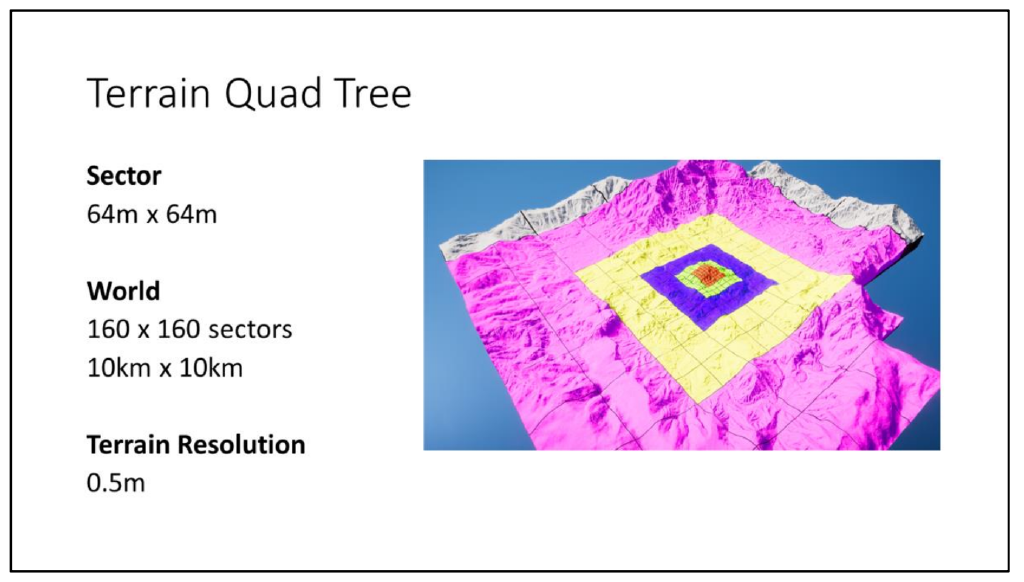 Terrain Quad Tree
Sector
64m x 64m
World
160 x 160 sectors
10km x 10km
Terrain Resolution
0.5m